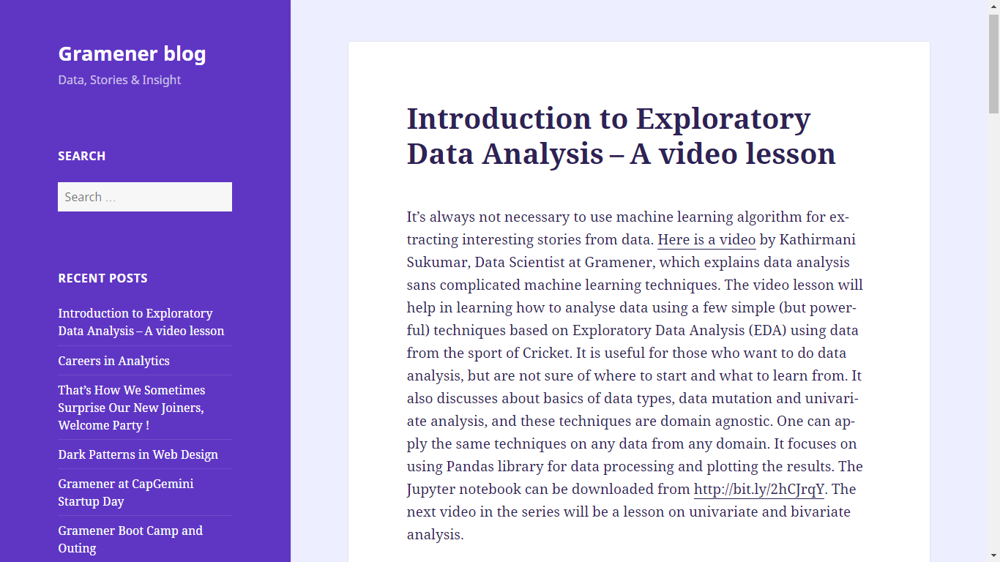 Gramener blog
Data, Stories & Insight
SEARCH
Search …
RECENT POSTS
Introduction to Exploratory
Data Analysis – A video lesson
Careers in Analytics
That’s How We Sometimes
Surprise Our New Joiners,
Welcome Party !
Dark Patterns in Web Design
Gramener at CapGemini
Startup Day
Gramener Boot Camp and
Outing
Introduction to Exploratory
Data Analysis – A video lesson
It’s always not necessary to use machine learning algorithm for ex-
tracting interesting stories from data. Here is a video by Kathirmani
Sukumar, Data Scientist at Gramener, which explains data analysis
sans complicated machine learning techniques. The video lesson will
help in learning how to analyse data using a few simple (but power-
ful) techniques based on Exploratory Data Analysis (EDA) using data
from the sport of Cricket. It is useful for those who want to do data
analysis, but are not sure of where to start and what to learn from. It
also discusses about basics of data types, data mutation and univari-
ate analysis, and these techniques are domain agnostic. One can ap-
ply the same techniques on any data from any domain. It focuses on
using Pandas library for data processing and plotting the results. The
Jupyter notebook can be downloaded from http://bit.ly/2hCJrqY. The
next video in the series will be a lesson on univariate and bivariate
analysis.